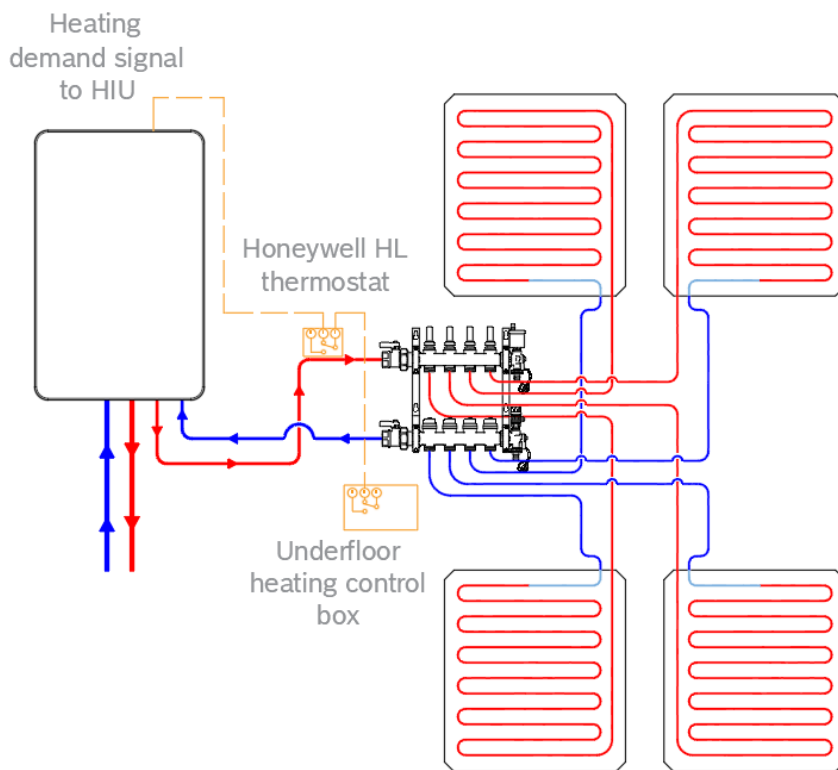 Heating
demand signal
to HIU
Honeywell HL
thermostat
Underfloor
heating control
box